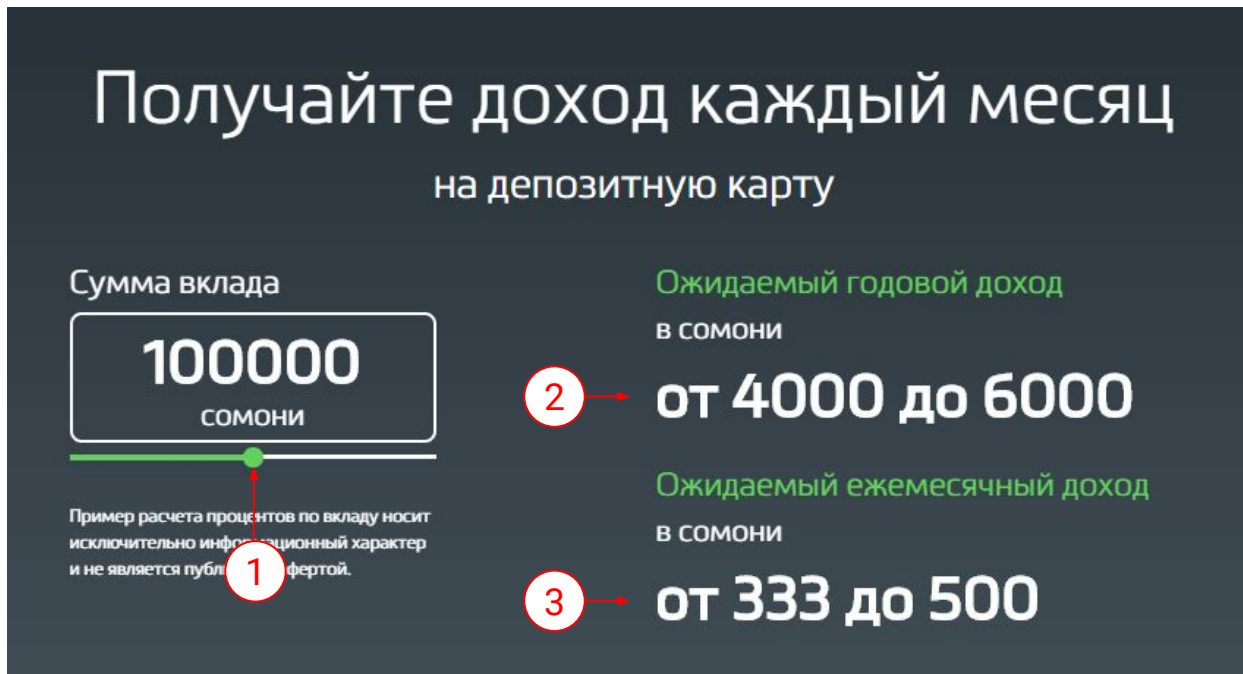 Получайте доход каждый месяц
на депозитную карту
Сумма вклада
100000
сомони
Пример расчета процентов по вкладу носит
исключительно информационный характер
и не является офертой.
1
Ожидаемый годовой доход
в сомони
2
от 4000 до 6000
Ожидаемый ежемесячный доход
в сомони
3
от 333 до 500